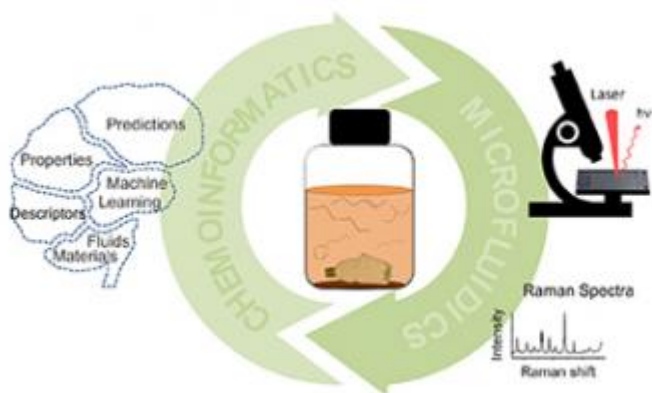 CHEMOINFORMATICS
MICROFLUIDICS
Predictions
Properties
Machine
Learning
Descriptors
Fluids
Materials
Laser
hν
Raman Spectra
Intensity
Raman shift